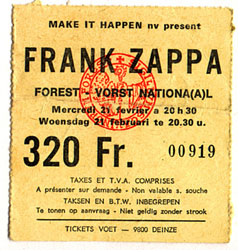 MAKE IT HAPPEN nv present
FRANK ZAPPA
FOREST - VORST NATIONA(A)L
Mercredi 21 fevrier a 20 h 30
Woensdag 21 februari te 20.30 u.
320 Fr. 00919
TAXES ET T.V.A. COMPRISES
A présenter sur demande - Non valable s. souche
TAKSEN EN B.T.W. INBEGREPEN
Te tonen op aanvraag - Niet geldig zonder strook
TICKETS VOET — 9800 DEINZE